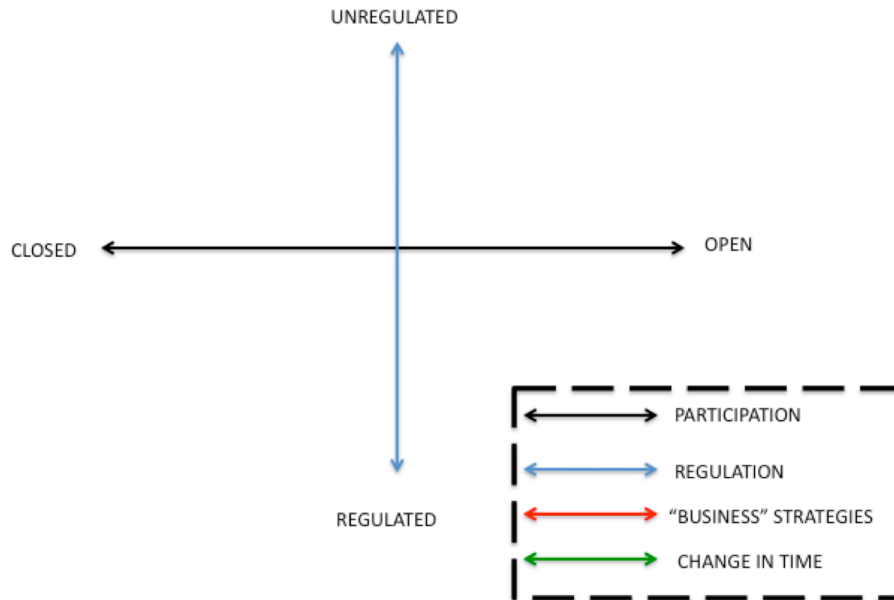 UNREGULATED
CLOSED
OPEN
REGULATED
PARTICIPATION
REGULATION
“BUSINESS” STRATEGIES
CHANGE IN TIME